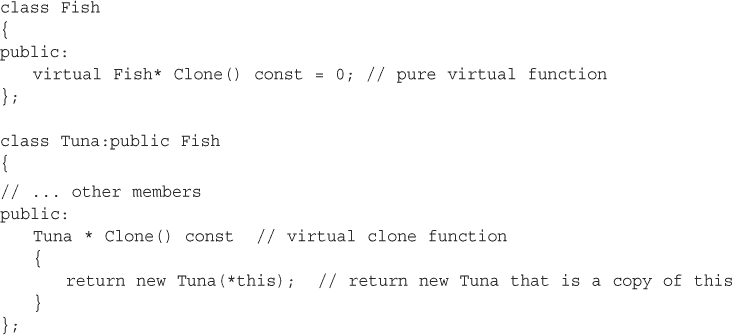 class Fish
{
public:
   virtual Fish* Clone() const = 0; // pure virtual function
};

class Tuna:public Fish
{
// ... other members
public:
   Tuna * Clone() const  // virtual clone function
   {
      return new Tuna(*this);  // return new Tuna that is a copy of this
   }
};